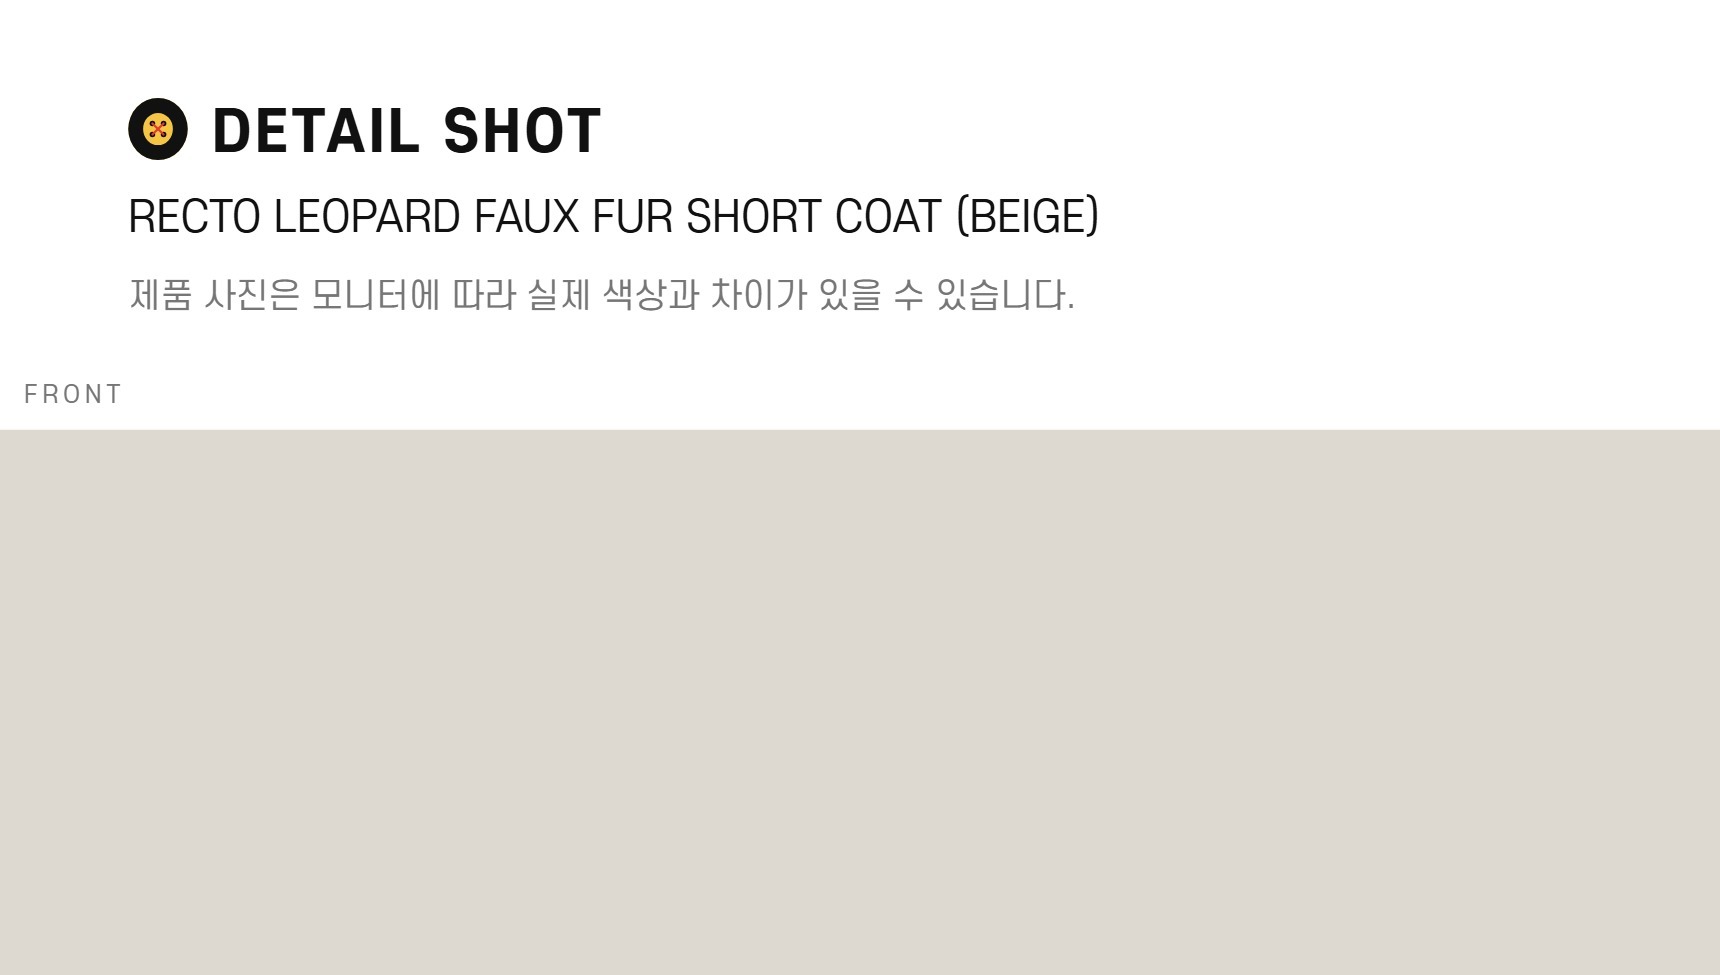 DETAIL SHOT
RECTO LEOPARD FAUX FUR SHORT COAT (BEIGE)
제품 사진은 모니터에 따라 실제 색상과 차이가 있을 수 있습니다.
FRONT